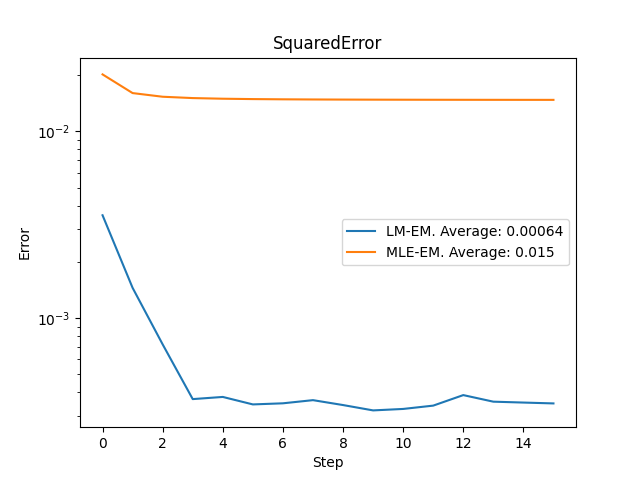 SquaredError
Error
10⁻²
10⁻³
LM-EM. Average: 0.00064
MLE-EM. Average: 0.015
0 2 4 6 8 10 12 14
Step